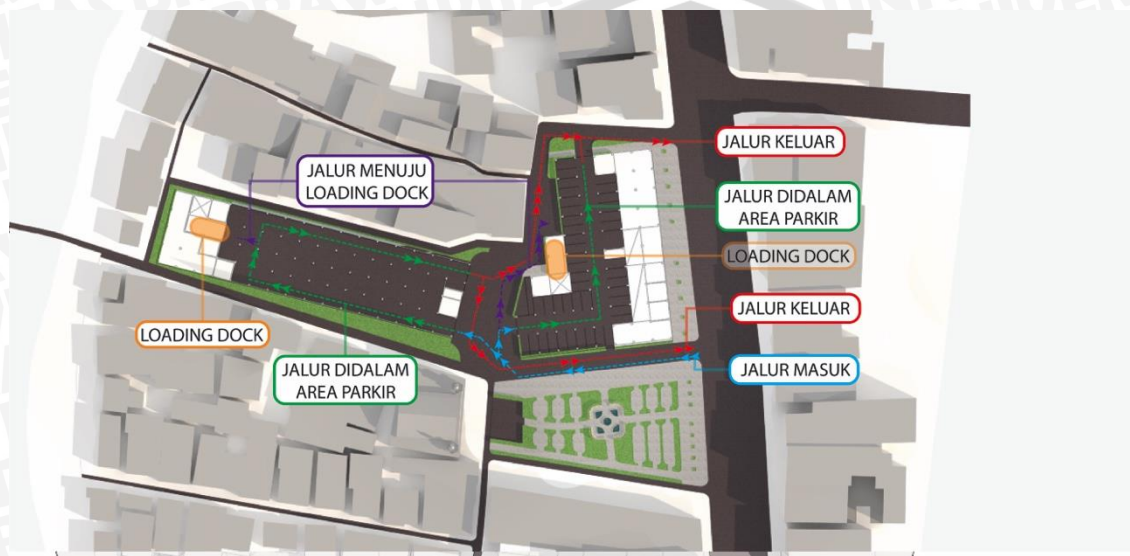 JALUR KELUAR
JALUR MENUJU
LOADING DOCK
JALUR DIDALAM
AREA PARKIR
LOADING DOCK
JALUR KELUAR
LOADING DOCK
JALUR DIDALAM
AREA PARKIR
JALUR MASUK